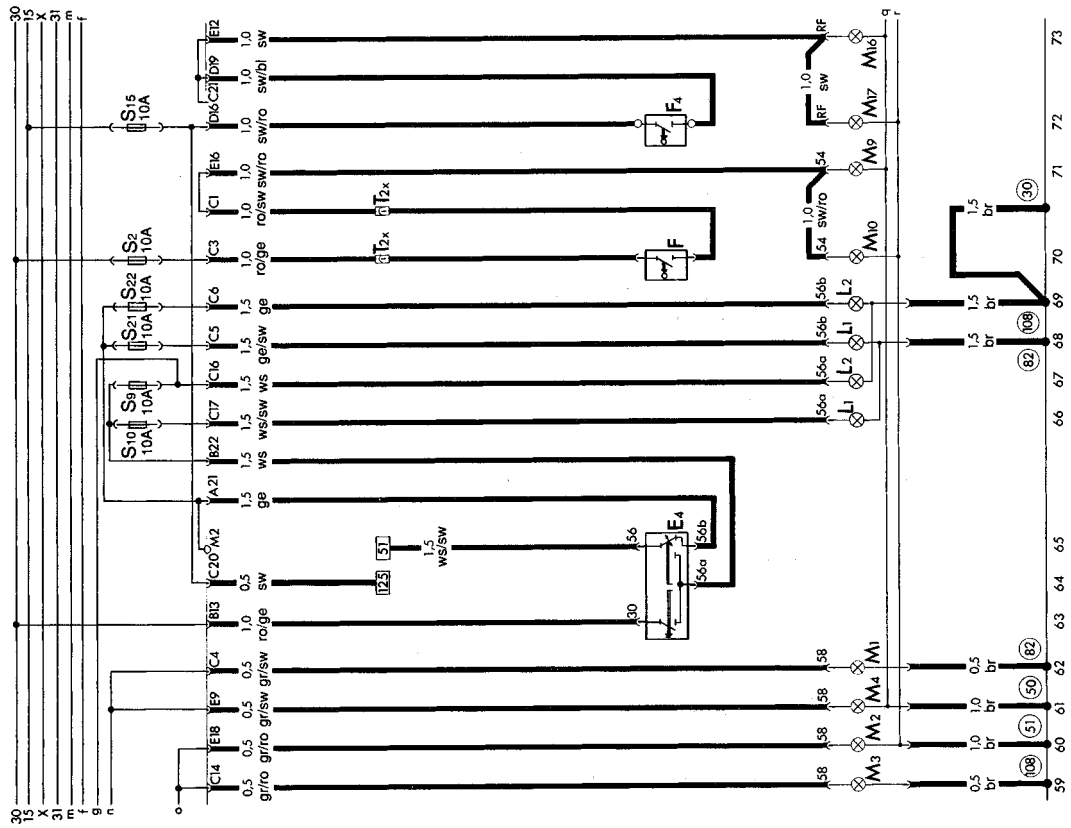 30
15
X
31
m
f
g
n
o
30
15
X
31
m
f
q
r
S15
10A
S2
10A
S22
10A
S21
10A
S9
10A
S10
10A
E12
1,0
sw
D19
1,0
sw/bl
C21
D16
1,0
sw/ro
E16
1,0
sw/ro
C1
1,0
ro/sw
C3
1,0
ro/ge
C6
1,5
ge
C5
1,5
ge/sw
C16
1,5
ws
C17
1,5
ws/sw
B22
1,5
ws
A21
1,5
ge
M2
C20
0,5
sw
B13
1,0
ro/ge
C4
0,5
gr/sw
E9
0,5
gr/sw
E18
0,5
gr/ro
C14
0,5
gr/ro
T2x
T2x
F4
F
51
1,5
ws/sw
125
56
56b
E4
56a
30
RF
M16
1,0
sw
RF
M17
54
M9
1,0
sw/ro
54
M10
56b
L2
56b
L1
56a
L2
56a
L1
58
M1
58
M4
58
M2
58
M3
1,5
br
30
1,5
br
108
1,5
br
82
0,5
br
82
1,0
br
50
1,0
br
51
0,5
br
108
73
72
71
70
69
68
67
66
65
64
63
62
61
60
59